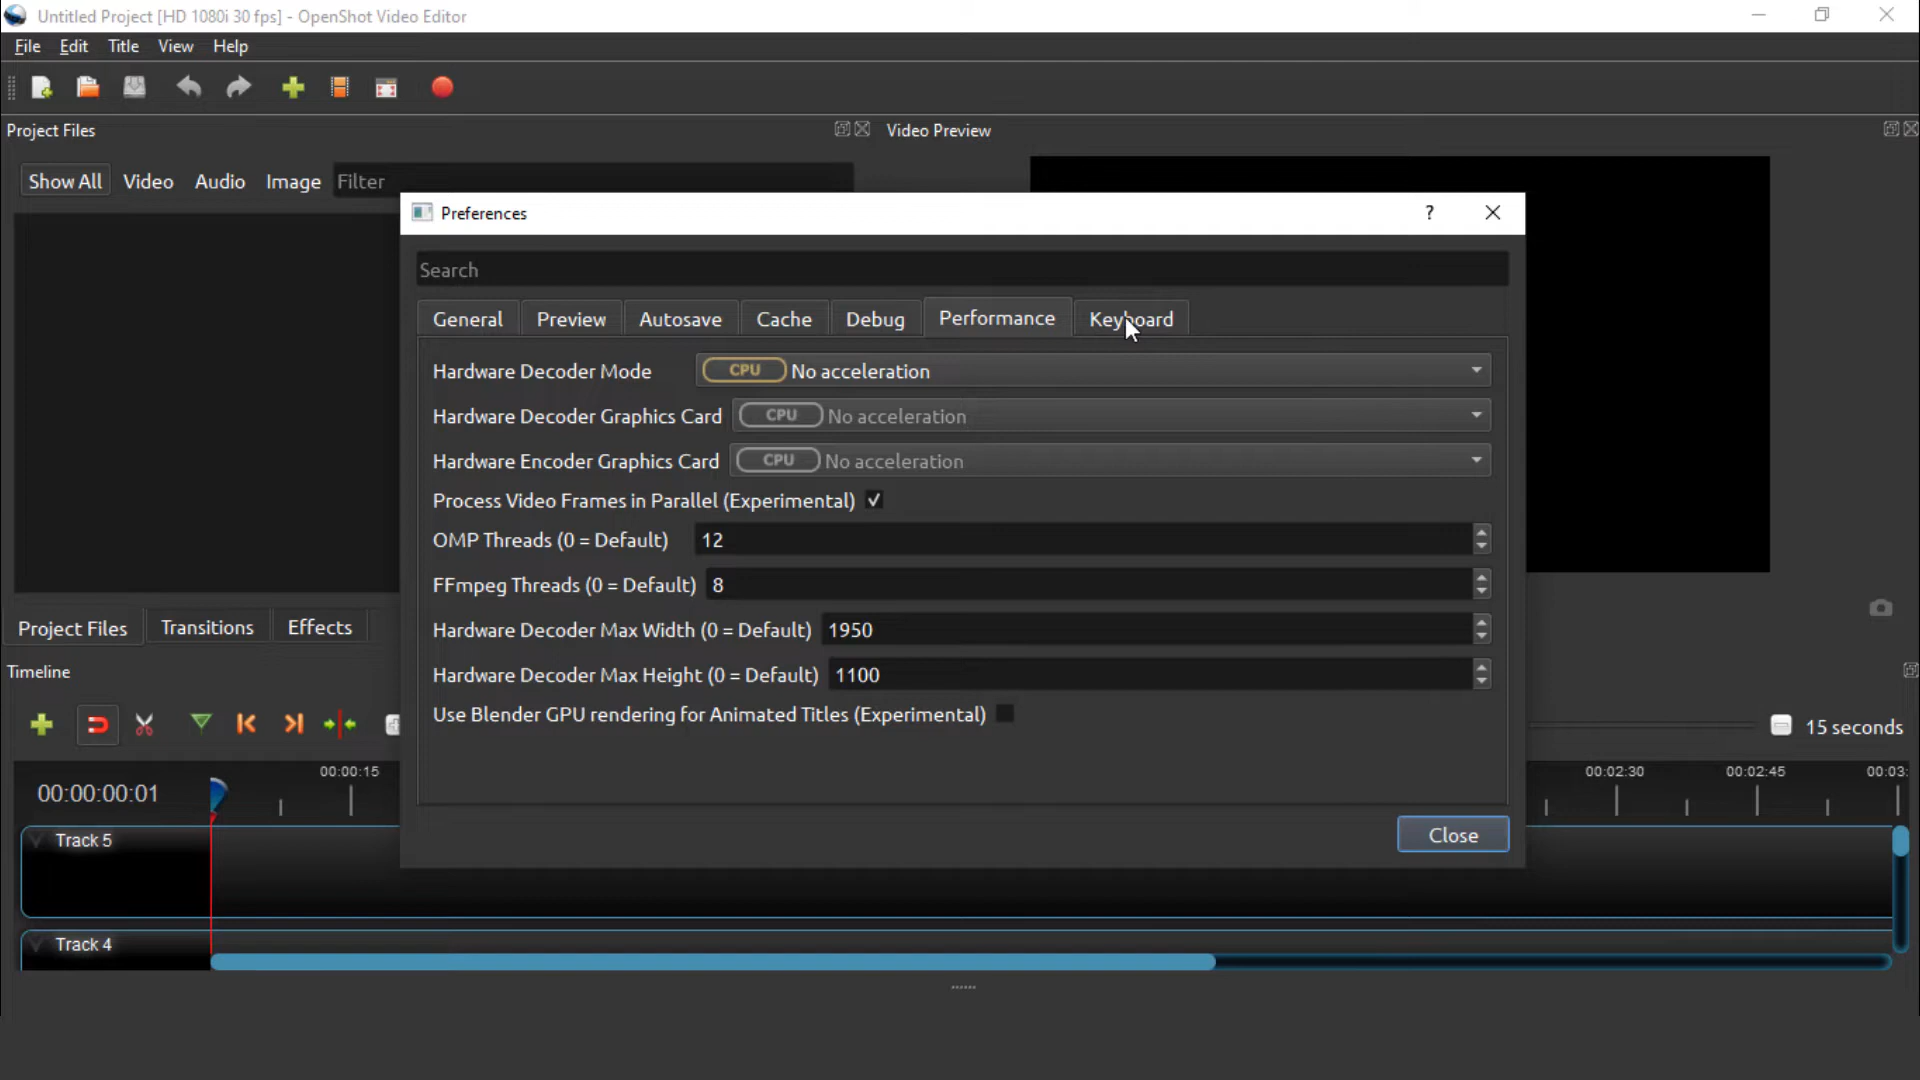 Untitled Project [HD 1080i 30 fps] - OpenShot Video Editor
File Edit Title View Help
Project Files
Video Preview
Show All Video Audio Image Filter
Preferences
?
Search
General Preview Autosave Cache Debug Performance Keyboard
Hardware Decoder Mode CPU No acceleration
Hardware Decoder Graphics Card CPU No acceleration
Hardware Encoder Graphics Card CPU No acceleration
Process Video Frames in Parallel (Experimental)
OMP Threads (0 = Default) 12
FFmpeg Threads (0 = Default) 8
Hardware Decoder Max Width (0 = Default) 1950
Hardware Decoder Max Height (0 = Default) 1100
Use Blender GPU rendering for Animated Titles (Experimental)
Close
Project Files Transitions Effects
Timeline
15 seconds
00:00:00:01
00:00:15 00:02:30 00:02:45 00:03:
Track 5
Track 4